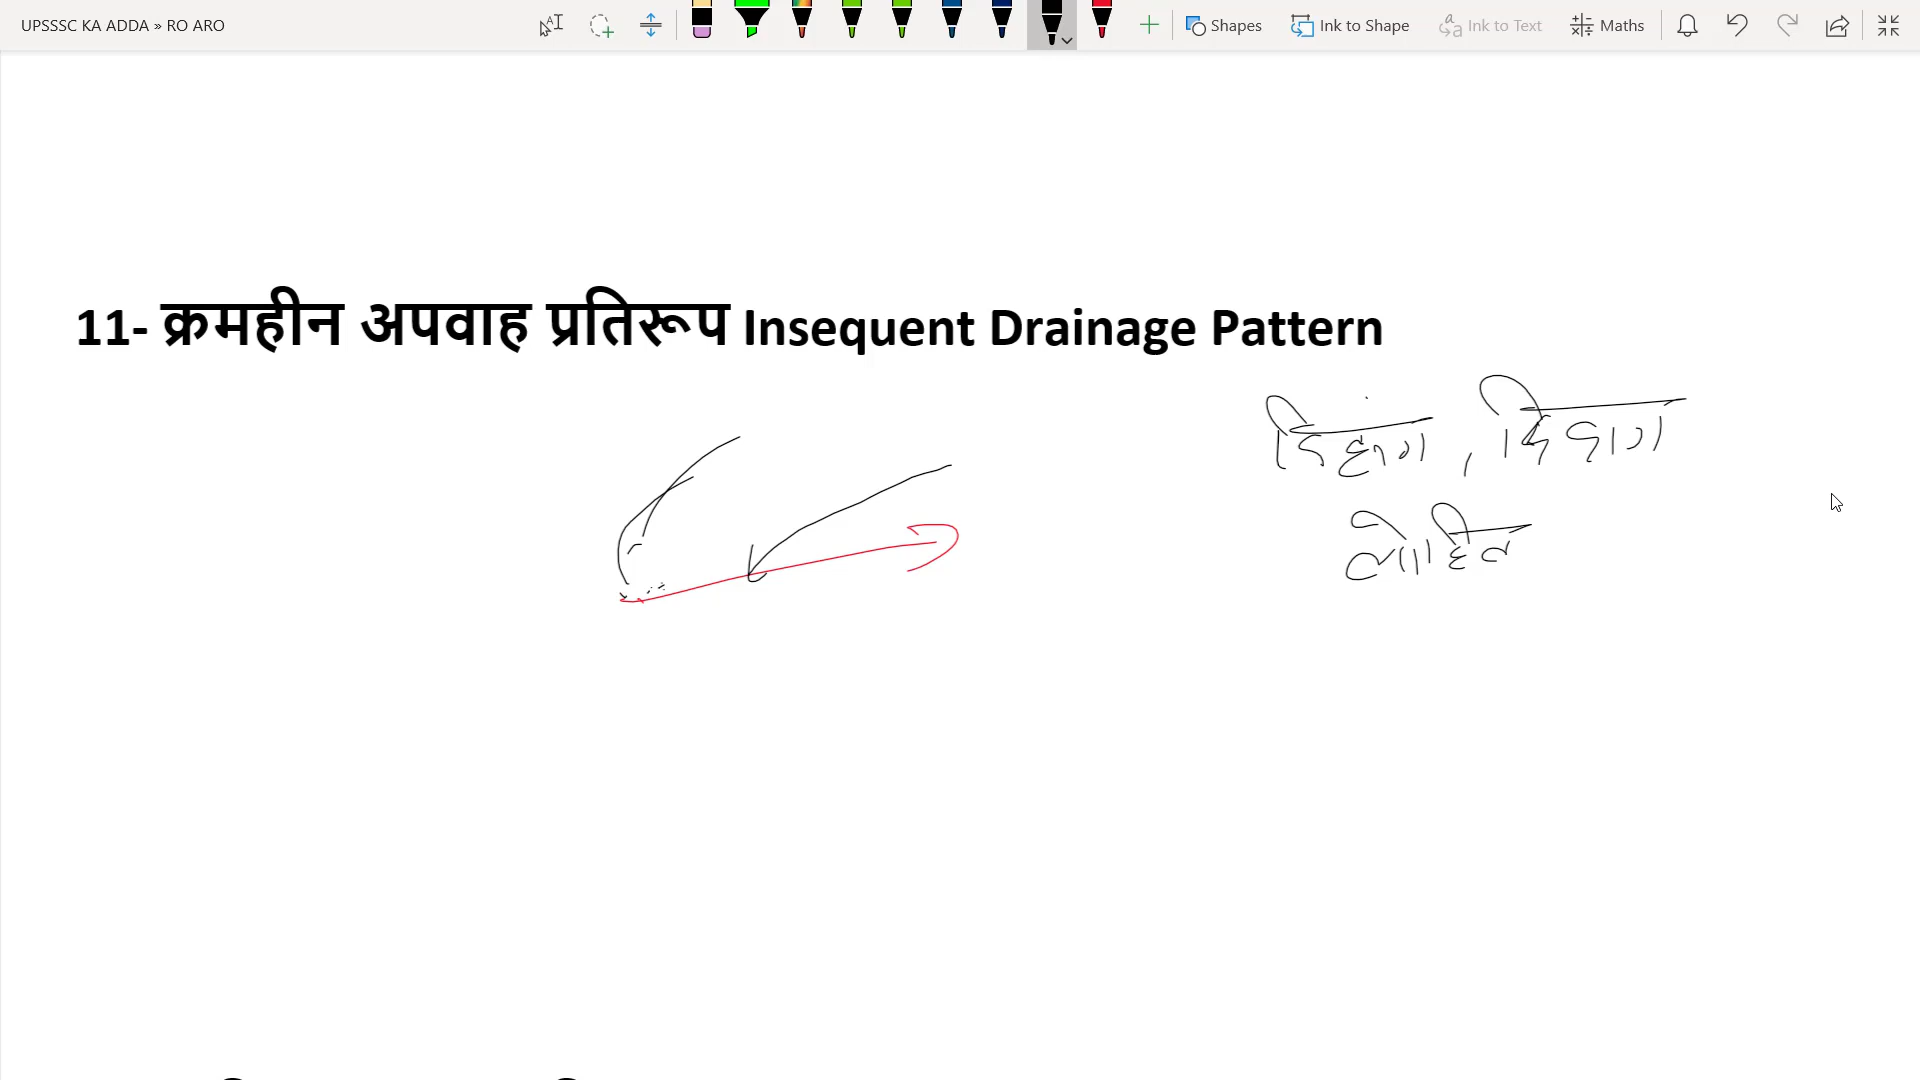 UPSSSC KA ADDA » RO ARO Shapes Ink to Shape Ink to Text Maths
11- क्रमहीन अपवाह प्रतिरूप Insequent Drainage Pattern
दिहांग, दिबांग
लोहित